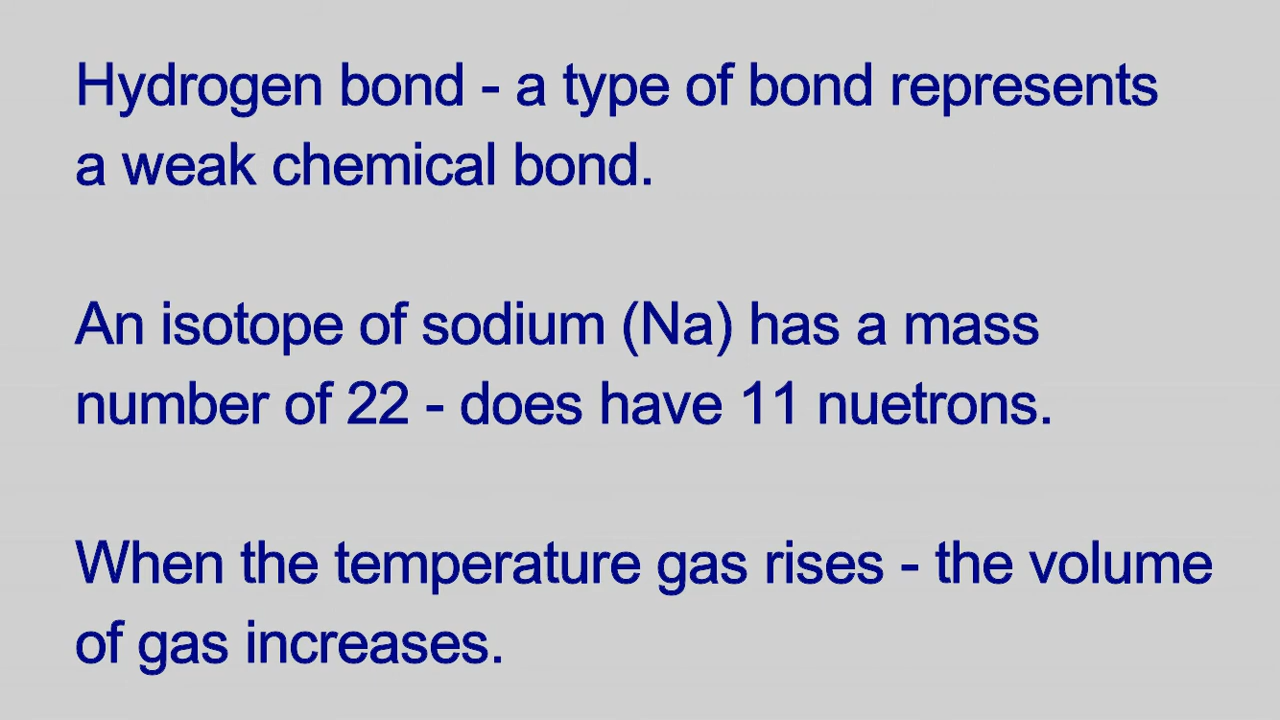 Hydrogen bond - a type of bond represents
a weak chemical bond.
An isotope of sodium (Na) has a mass
number of 22 - does have 11 nuetrons.
When the temperature gas rises - the volume
of gas increases.